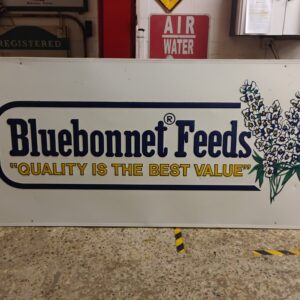 REGISTERED
AIR
WATER
Bluebonnet® Feeds
"QUALITY IS THE BEST VALUE"